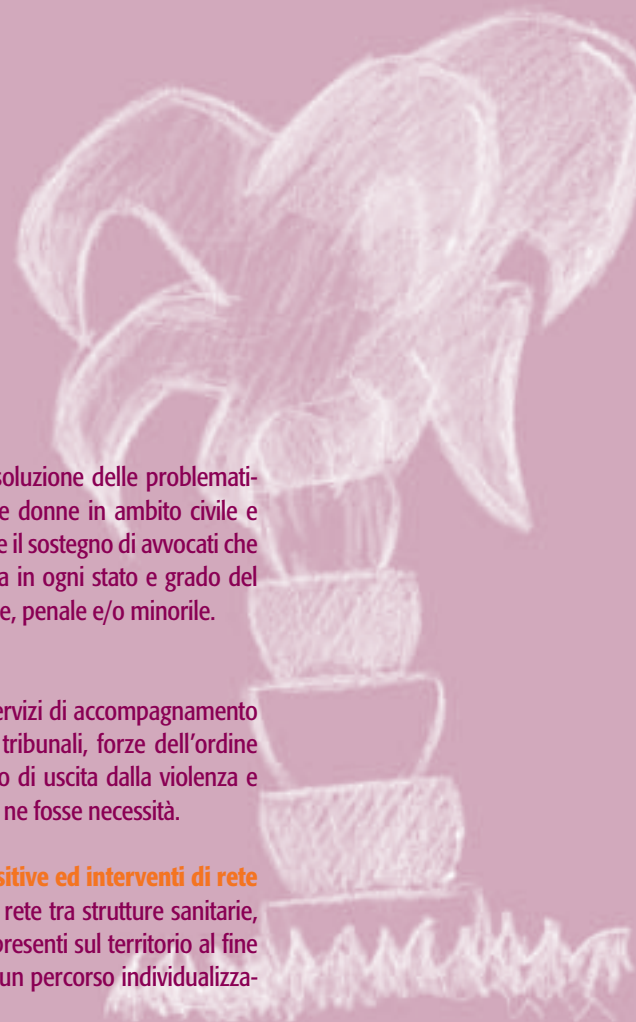 soluzione delle problemati-
e donne in ambito civile e
e il sostegno di avvocati che
a in ogni stato e grado del
e, penale e/o minorile.
ervizi di accompagnamento
tribunali, forze dell'ordine
o di uscita dalla violenza e
ne fosse necessità.
sitive ed interventi di rete
rete tra strutture sanitarie,
presenti sul territorio al fine
un percorso individualizza-